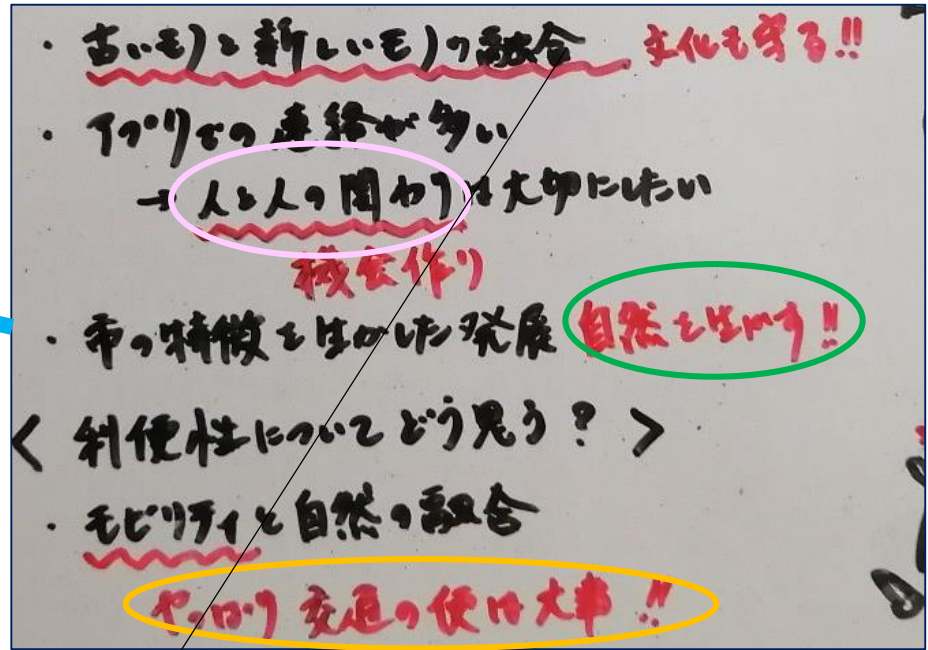 ・古いモノと新しいモノの融合 文化も守る!!
・アプリでの連絡が多い
→人と人の関わりは大切にしたい
機会作り
・市の特徴を生かした発展 自然を生かす!!
＜利便性についてどう思う？＞
・モビリティと自然の融合
やっぱり交通の便は大事!!